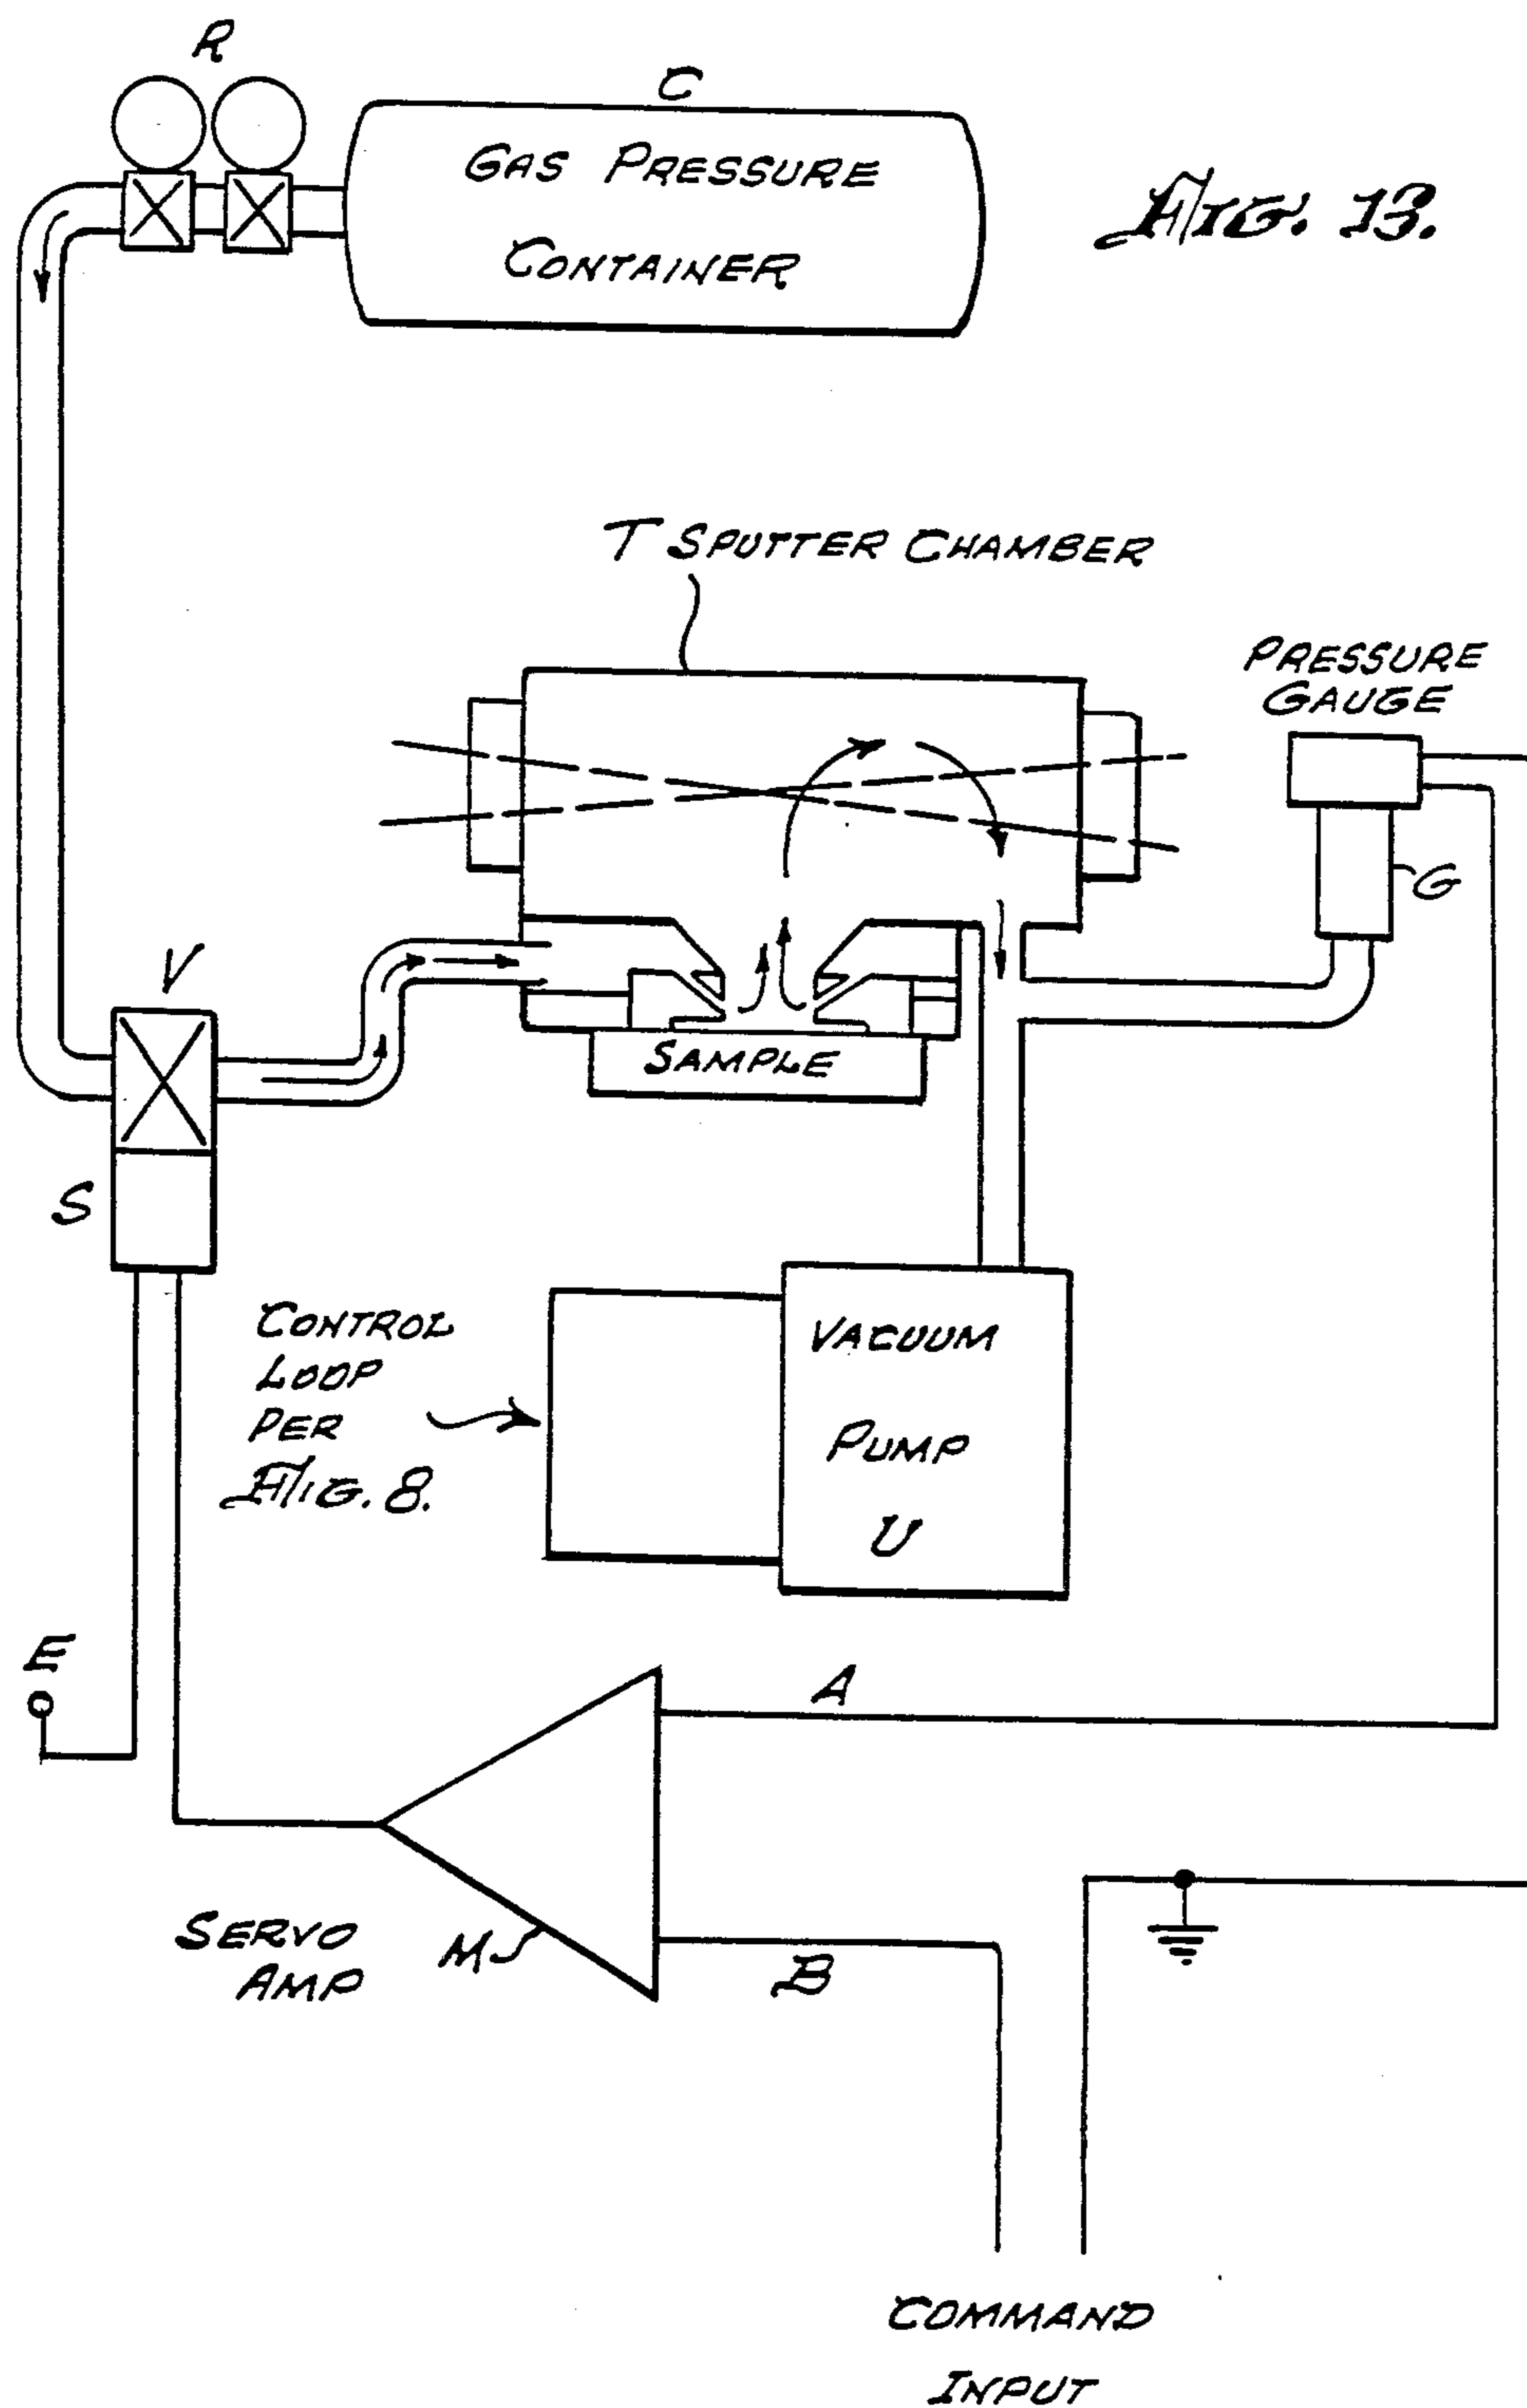 R
C
GAS PRESSURE
CONTAINER
FIG. 13.
T SPUTTER CHAMBER
PRESSURE
GAUGE
G
V
SAMPLE
S
CONTROL
LOOP
PER
FIG. 8.
VACUUM
PUMP
U
E
A
SERVO
AMP
M
B
COMMAND
INPUT